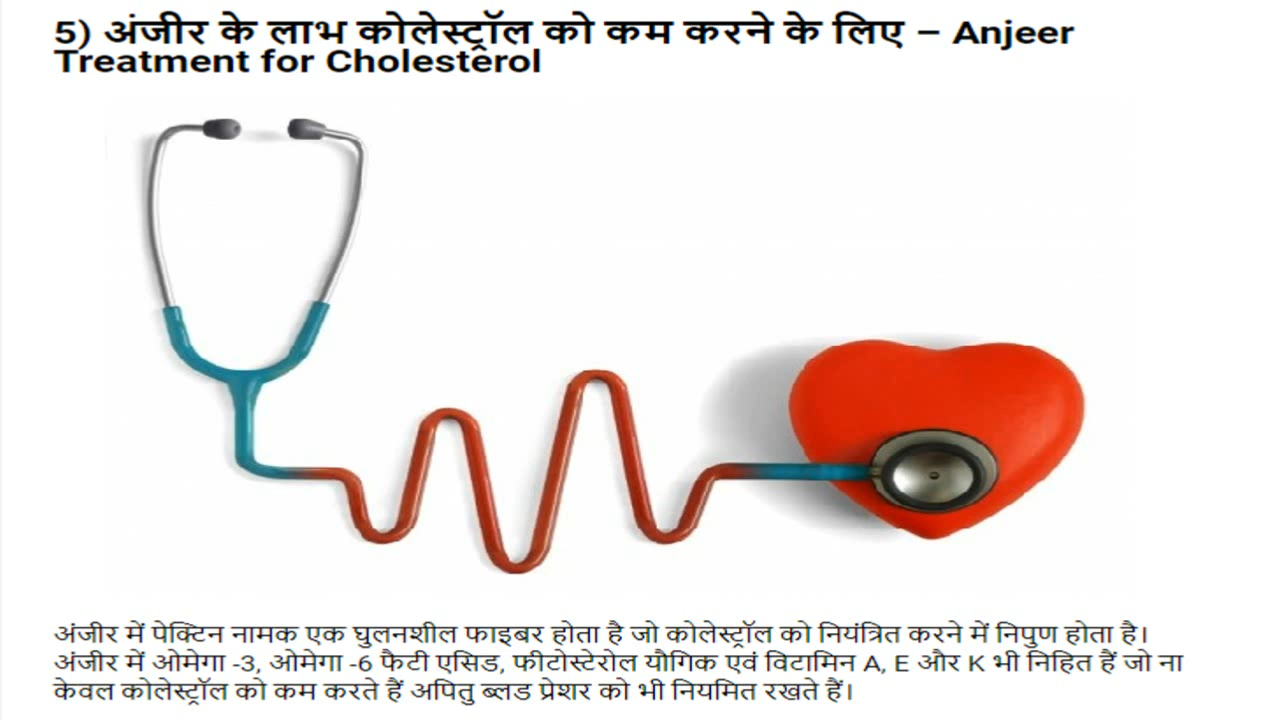 5) अंजीर के लाभ कोलेस्ट्रॉल को कम करने के लिए – Anjeer
Treatment for Cholesterol
अंजीर में पेक्टिन नामक एक घुलनशील फाइबर होता है जो कोलेस्ट्रॉल को नियंत्रित करने में निपुण होता है।
अंजीर में ओमेगा -3, ओमेगा -6 फैटी एसिड, फीटोस्टेरोल यौगिक एवं विटामिन A, E और K भी निहित हैं जो ना
केवल कोलेस्ट्रॉल को कम करते हैं अपितु ब्लड प्रेशर को भी नियमित रखते हैं।